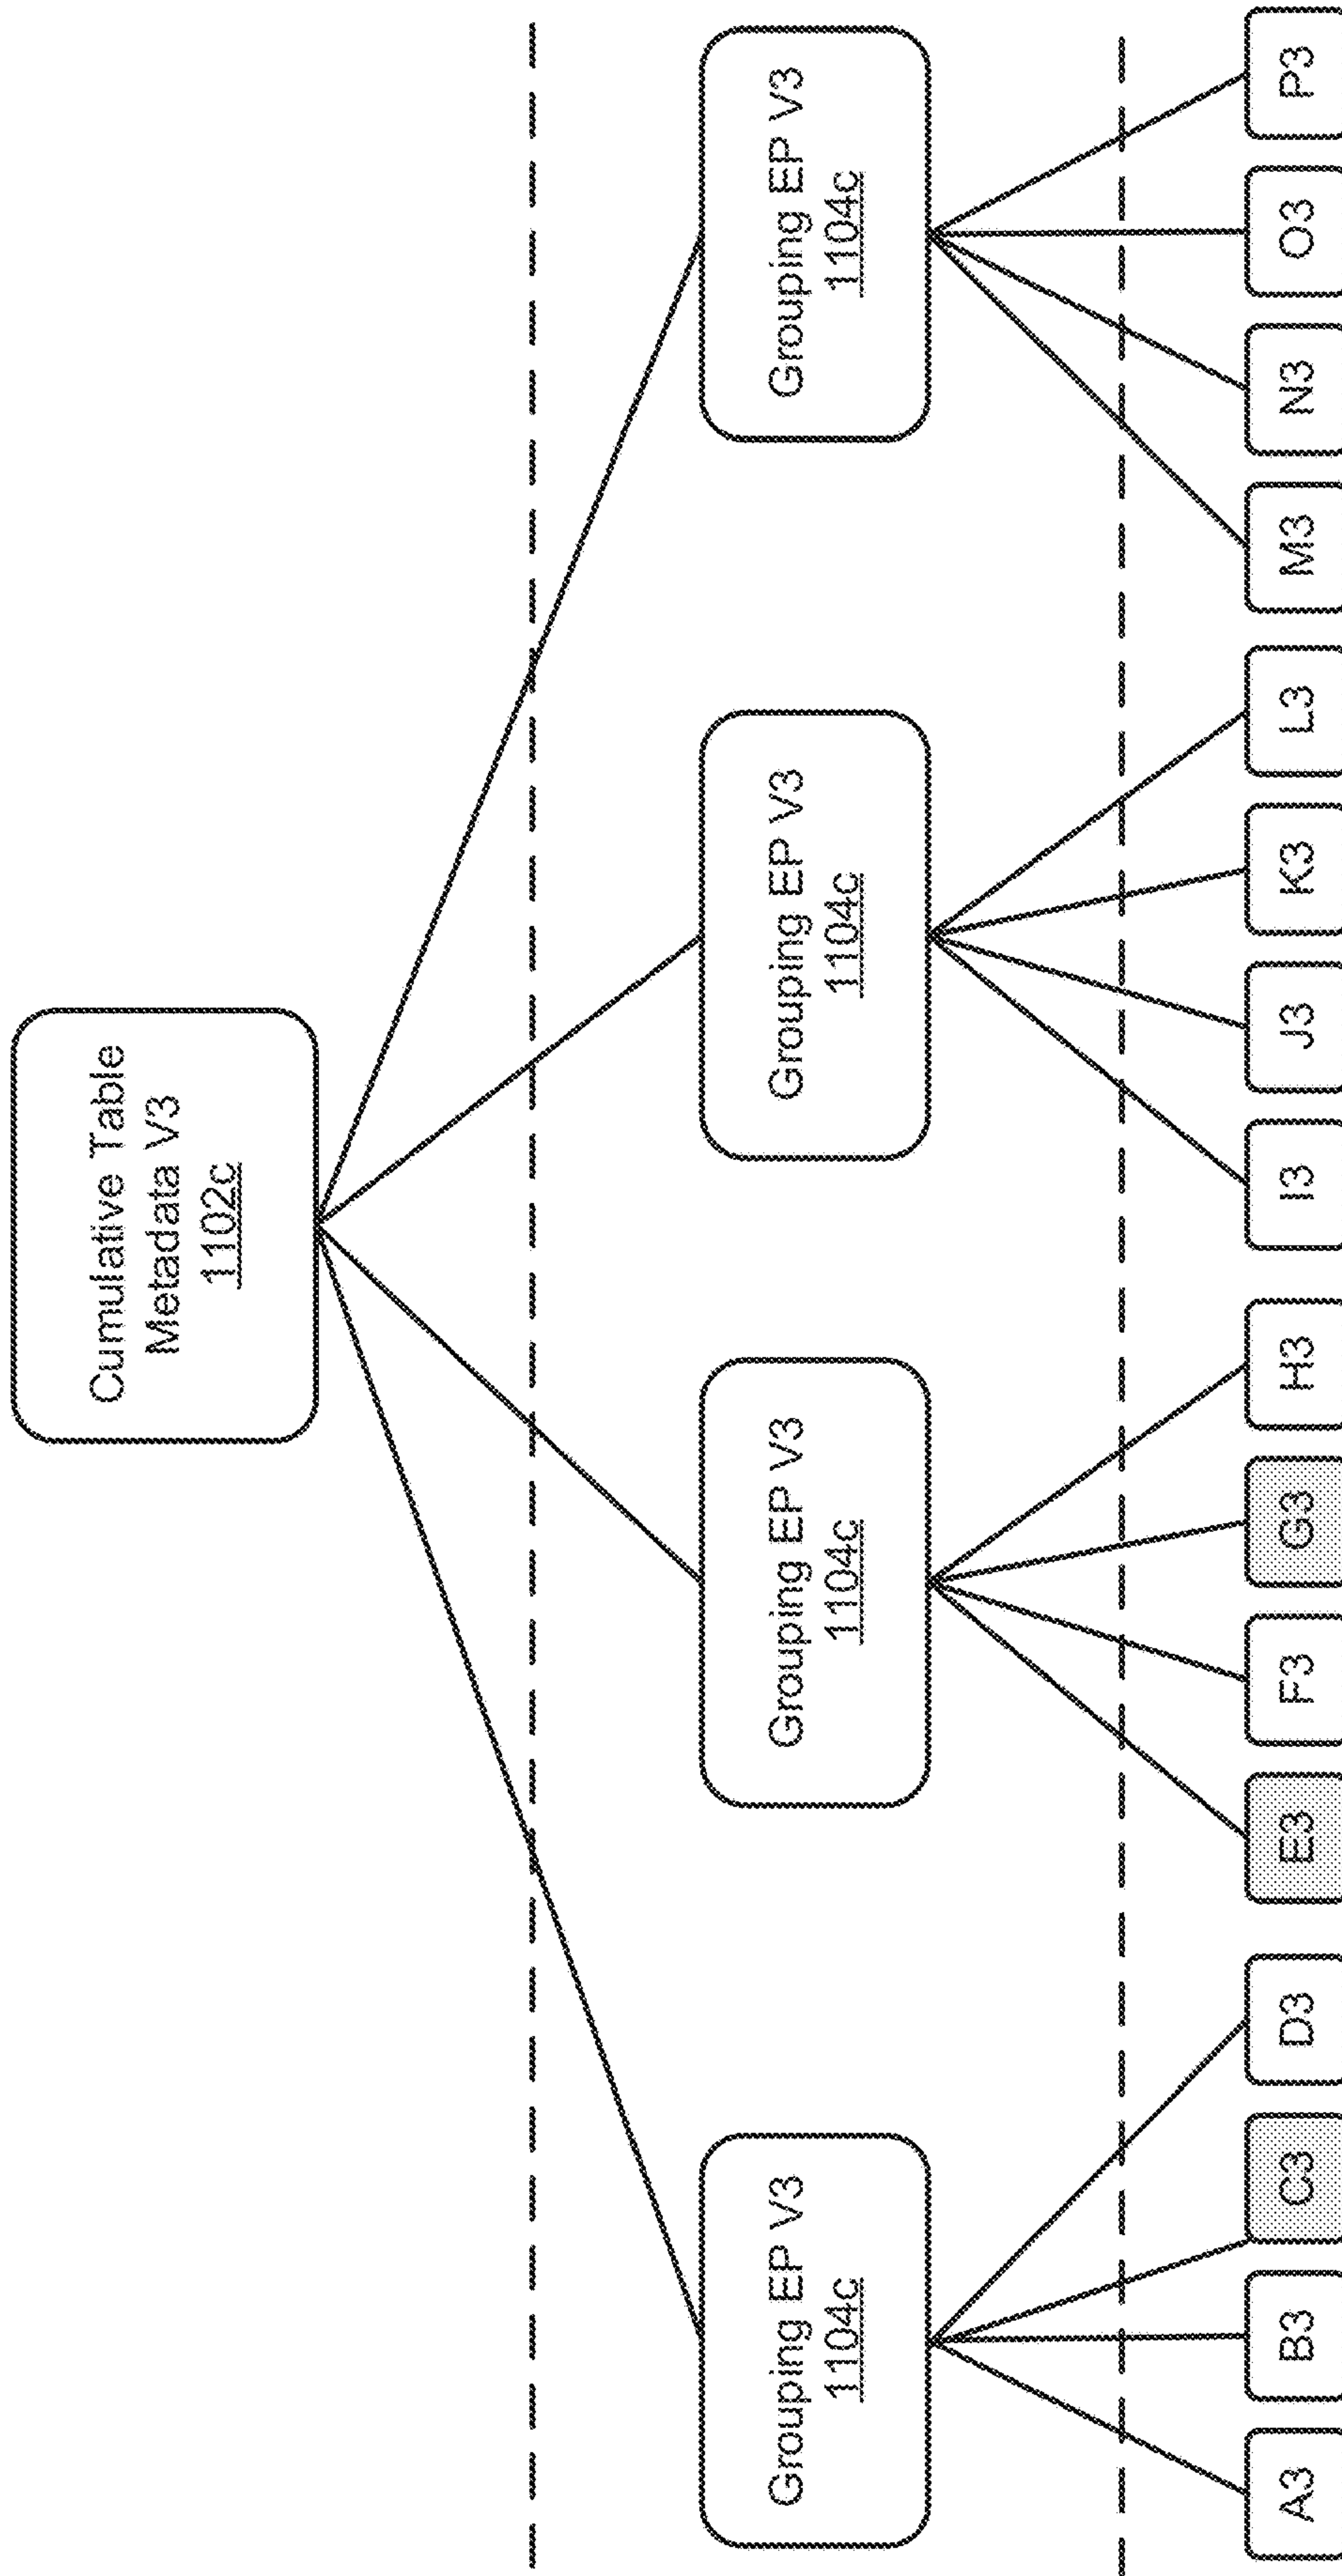 Cumulative Table
Metadata V3
1102c
Grouping EP V3
1104c
Grouping EP V3
1104c
Grouping EP V3
1104c
Grouping EP V3
1104c
A3
B3
C3
D3
E3
F3
G3
H3
I3
J3
K3
L3
M3
N3
O3
P3